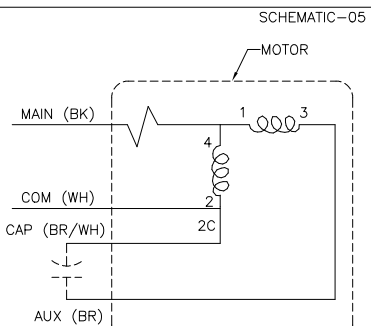 SCHEMATIC-05
MOTOR
MAIN (BK)
1 3
4
COM (WH)
2
CAP (BR/WH)
2C
AUX (BR)